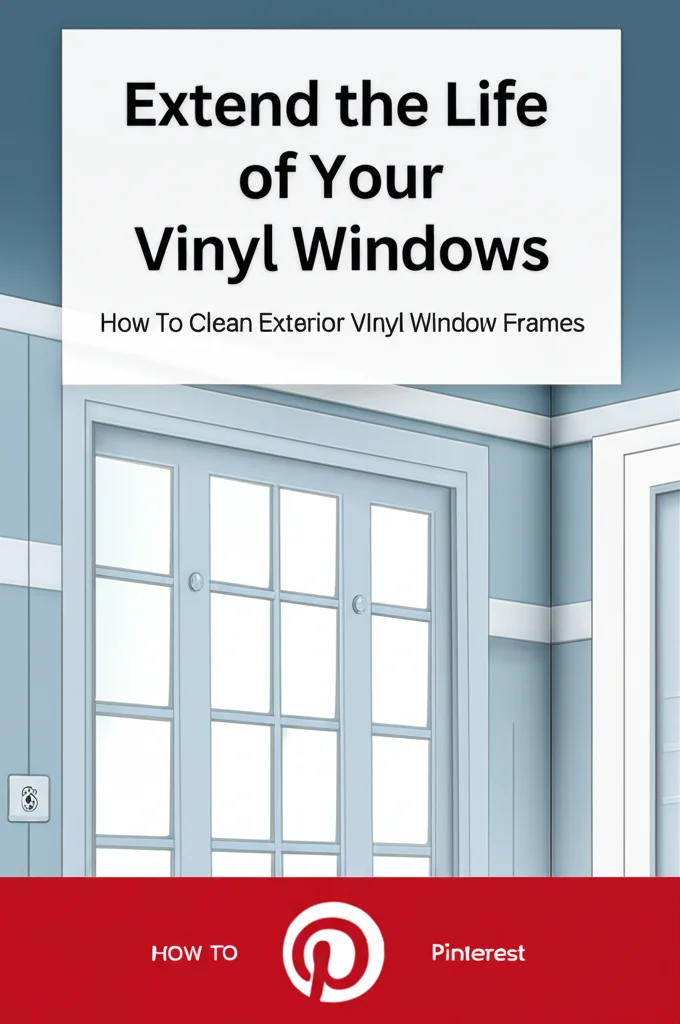 Extend the Life
of Your
Vinyl Windows
How To Clean Exterior VInyl WIndow Frames
HOW TO
Pinterest